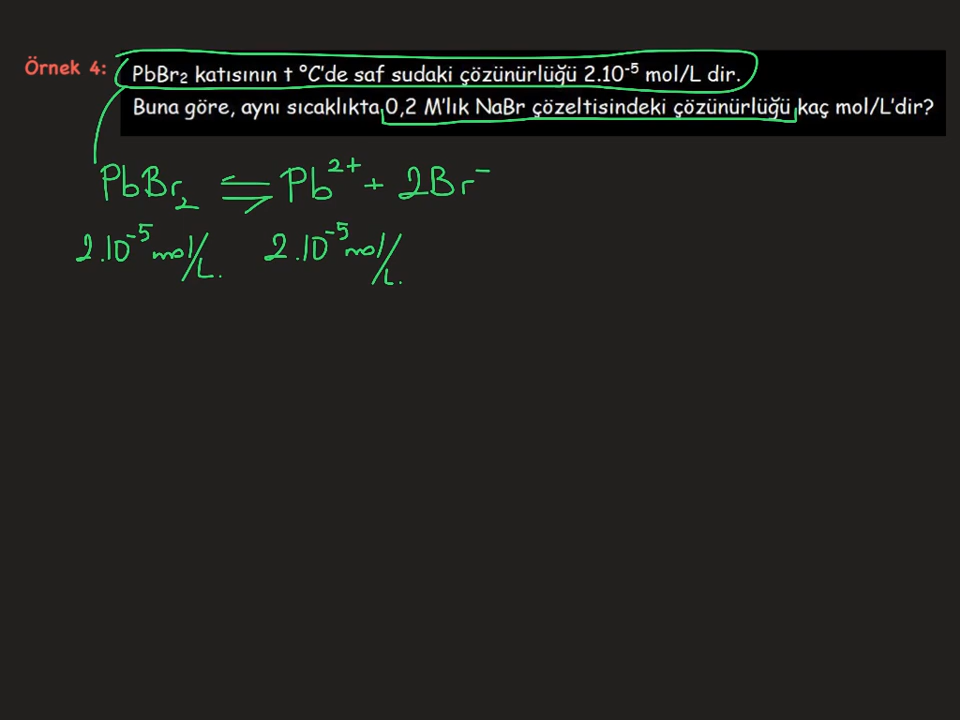 Örnek 4: PbBr₂ katısının t °C'de saf sudaki çözünürlüğü 2.10⁻⁵ mol/L dir.
Buna göre, aynı sıcaklıkta 0,2 M'lık NaBr çözeltisindeki çözünürlüğü kaç mol/L'dir?
PbBr₂ ⇌ Pb²⁺ + 2Br⁻
2.10⁻⁵ mol/L. 2.10⁻⁵ mol/L.